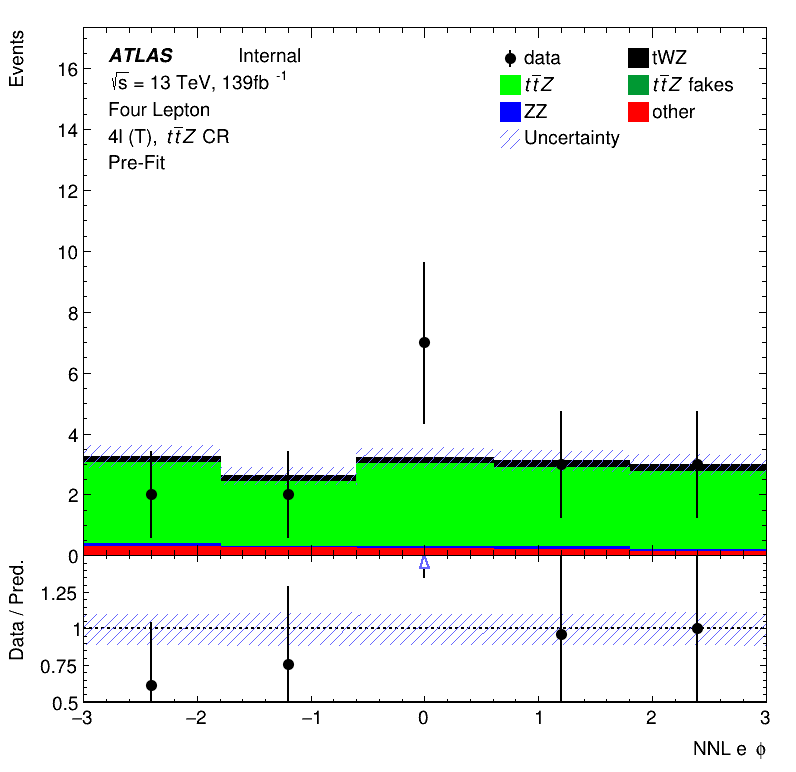 Events
16
14
12
10
8
6
4
2
0
ATLAS Internal
√s = 13 TeV, 139fb⁻¹
Four Lepton
4l (T), tt̅Z CR
Pre-Fit
data
tWZ
tt̅Z
tt̅Z fakes
ZZ
other
Uncertainty
Data / Pred.
1.25
1
0.75
0.5
−3 −2 −1 0 1 2 3
NNL e ϕ